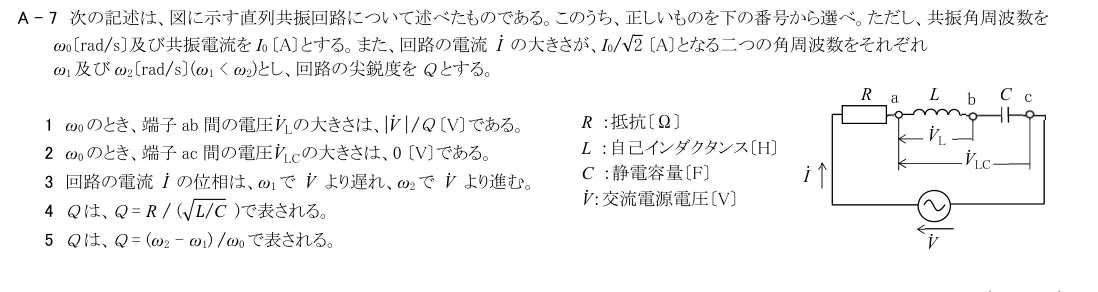 A－7 次の記述は、図に示す直列共振回路について述べたものである。このうち、正しいものを下の番号から選べ。ただし、共振角周波数を
ω₀〔rad/s〕及び共振電流を I₀〔A〕とする。また、回路の電流 İ の大きさが、I₀/√2〔A〕となる二つの角周波数をそれぞれ
ω₁及び ω₂〔rad/s〕(ω₁ < ω₂)とし、回路の尖鋭度を Q とする。
1 ω₀のとき、端子 ab 間の電圧V̇Lの大きさは、|V̇|/Q〔V〕である。
2 ω₀のとき、端子 ac 間の電圧V̇LCの大きさは、0〔V〕である。
3 回路の電流 İ の位相は、ω₁で V̇ より遅れ、ω₂で V̇ より進む。
4 Qは、Q = R / (√L/C )で表される。
5 Qは、Q = (ω₂ − ω₁) /ω₀で表される。
R ：抵抗〔Ω〕
L ：自己インダクタンス〔H〕
C ：静電容量〔F〕
V̇：交流電源電圧〔V〕
R a L b C c
V̇L
V̇LC
İ
V̇